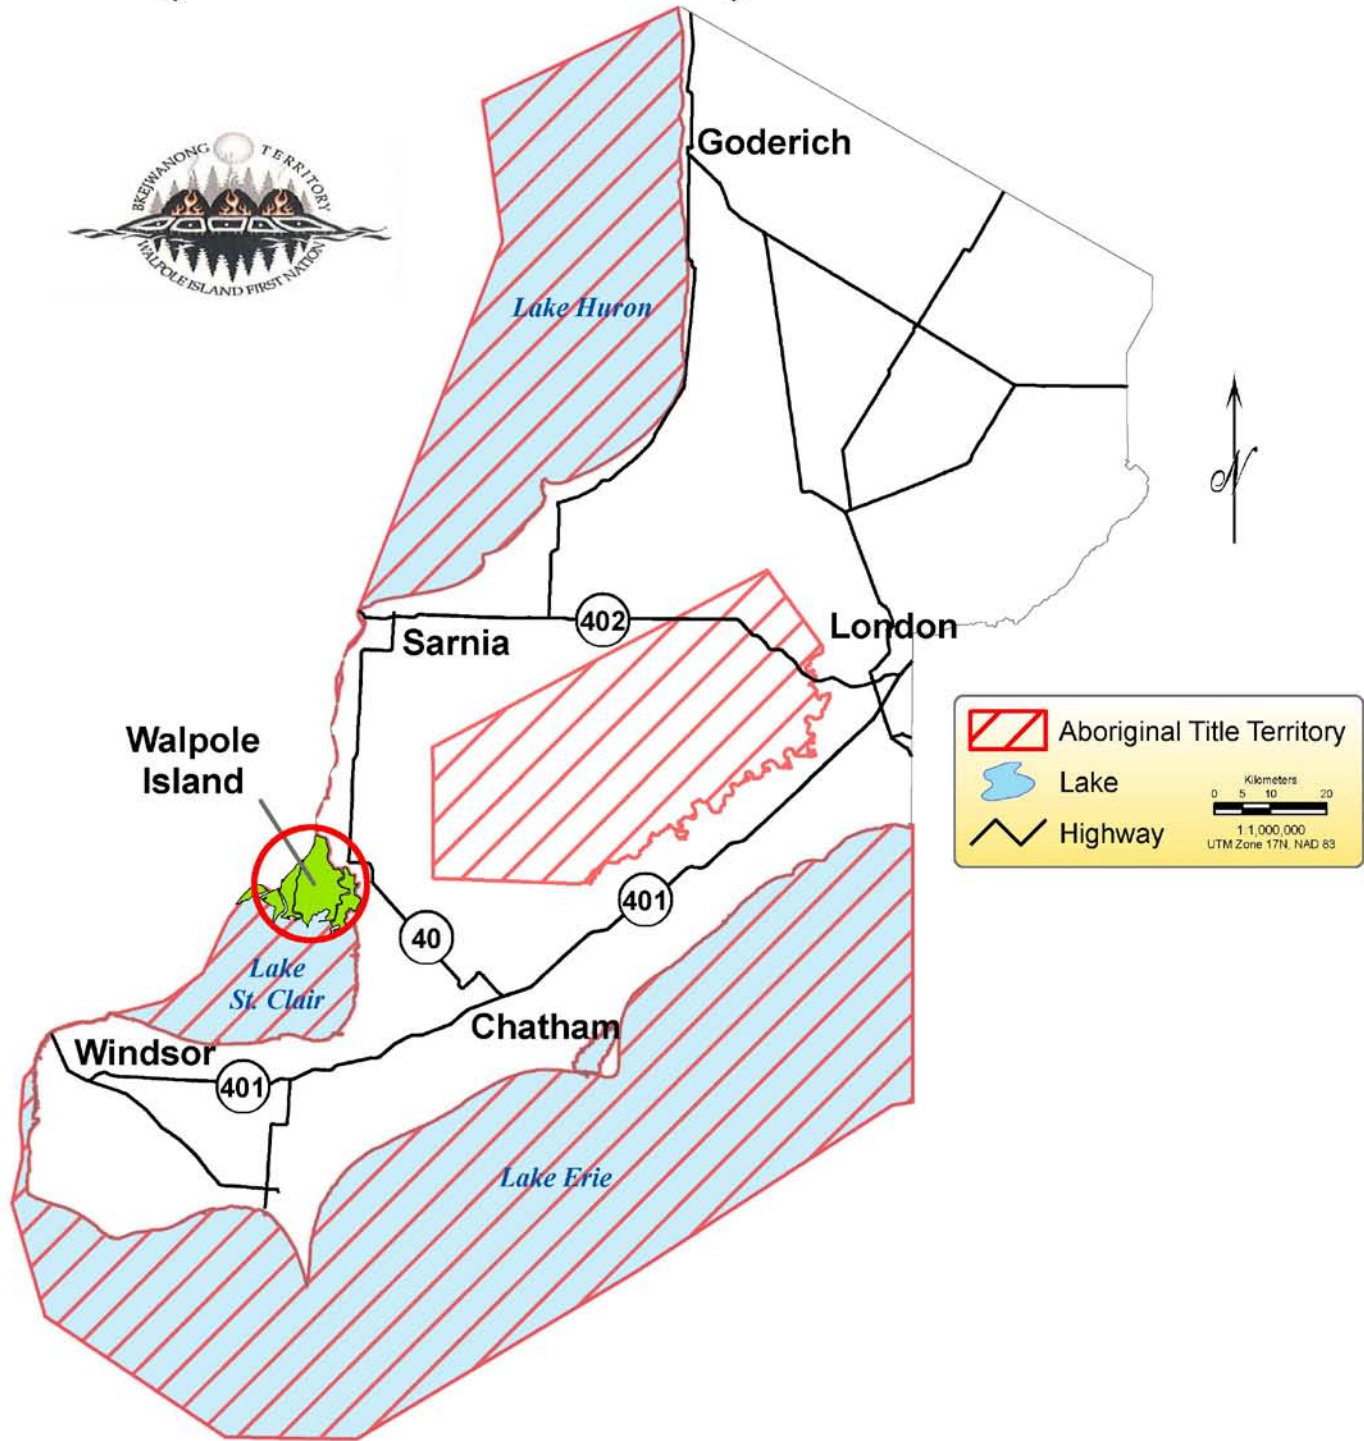 BKEJWANONG TERRITORY
WALPOLE ISLAND FIRST NATION
Goderich
Lake Huron
N
402
London
Sarnia
Walpole
Island
Aboriginal Title Territory
Lake
Highway
Kilometers
0 5 10 20
1:1,000,000
UTM Zone 17N, NAD 83
401
40
Lake
St. Clair
Chatham
Windsor
401
Lake Erie